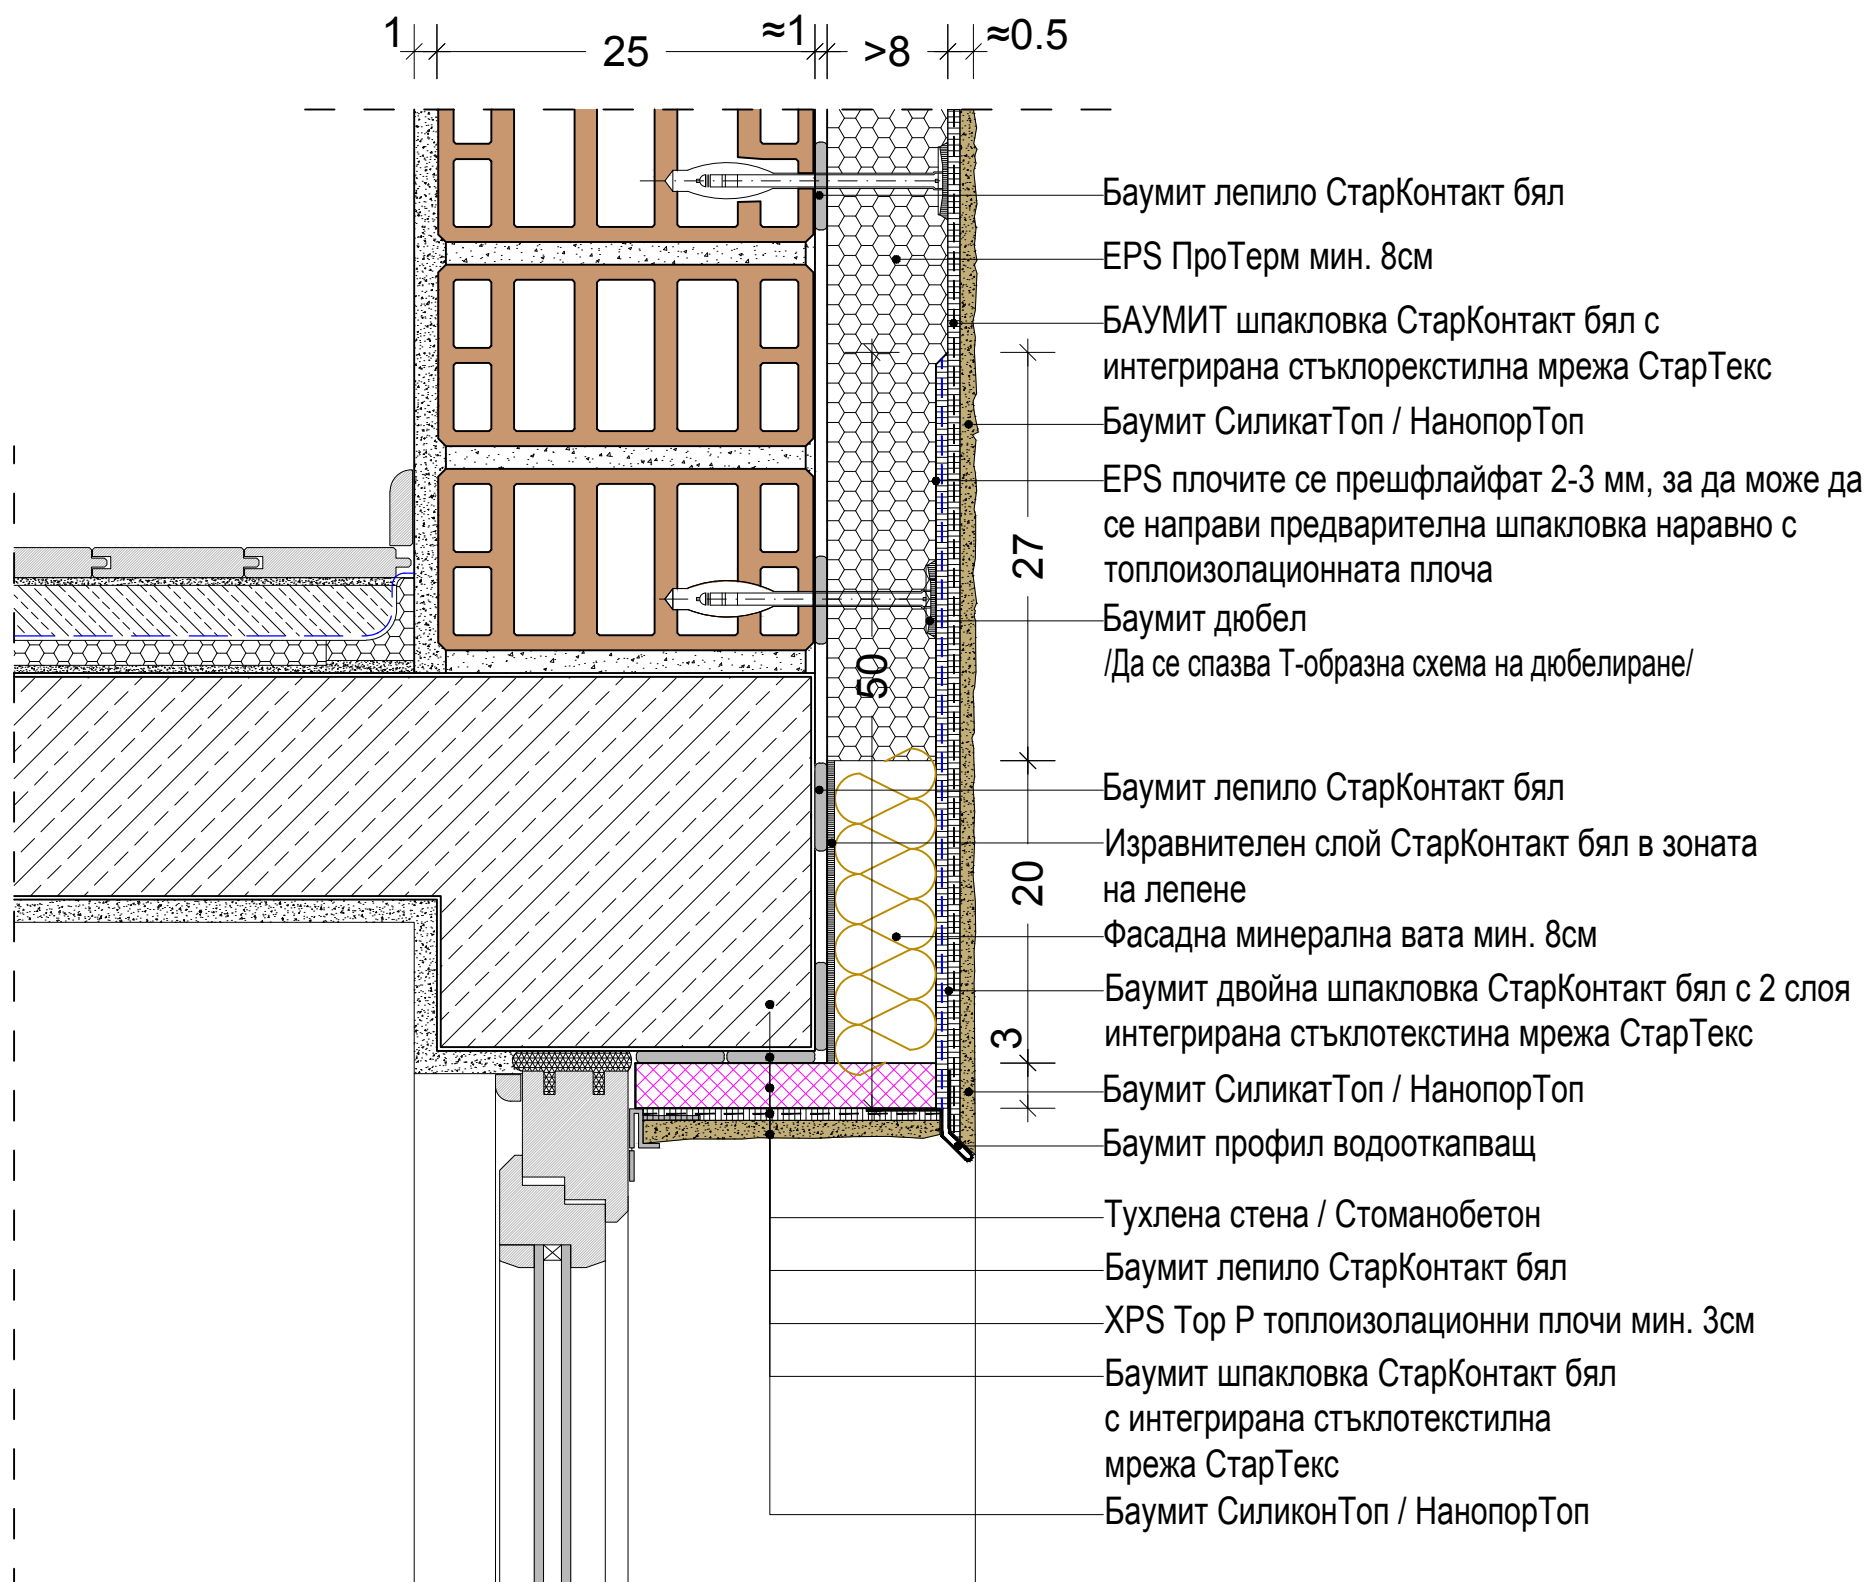 1
25
≈1
>8
≈0.5
Баумит лепило СтарКонтакт бял
EPS ПроТерм мин. 8см
БАУМИТ шпакловка СтарКонтакт бял с
интегрирана стъклорекстилна мрежа СтарТекс
Баумит СиликатТоп / НанопорТоп
EPS плочите се прешфлайфат 2-3 мм, за да може да
се направи предварителна шпакловка наравно с
топлоизолационната плоча
Баумит дюбел
/Да се спазва Т-образна схема на дюбелиране/
27
50
Баумит лепило СтарКонтакт бял
Изравнителен слой СтарКонтакт бял в зоната
на лепене
20
Фасадна минерална вата мин. 8см
Баумит двойна шпакловка СтарКонтакт бял с 2 слоя
интегрирана стъклотекстина мрежа СтарТекс
3
Баумит СиликатТоп / НанопорТоп
Баумит профил водооткапващ
Тухлена стена / Стоманобетон
Баумит лепило СтарКонтакт бял
XPS Top P топлоизолационни плочи мин. 3см
Баумит шпакловка СтарКонтакт бял
с интегрирана стъклотекстилна
мрежа СтарТекс
Баумит СиликонТоп / НанопорТоп